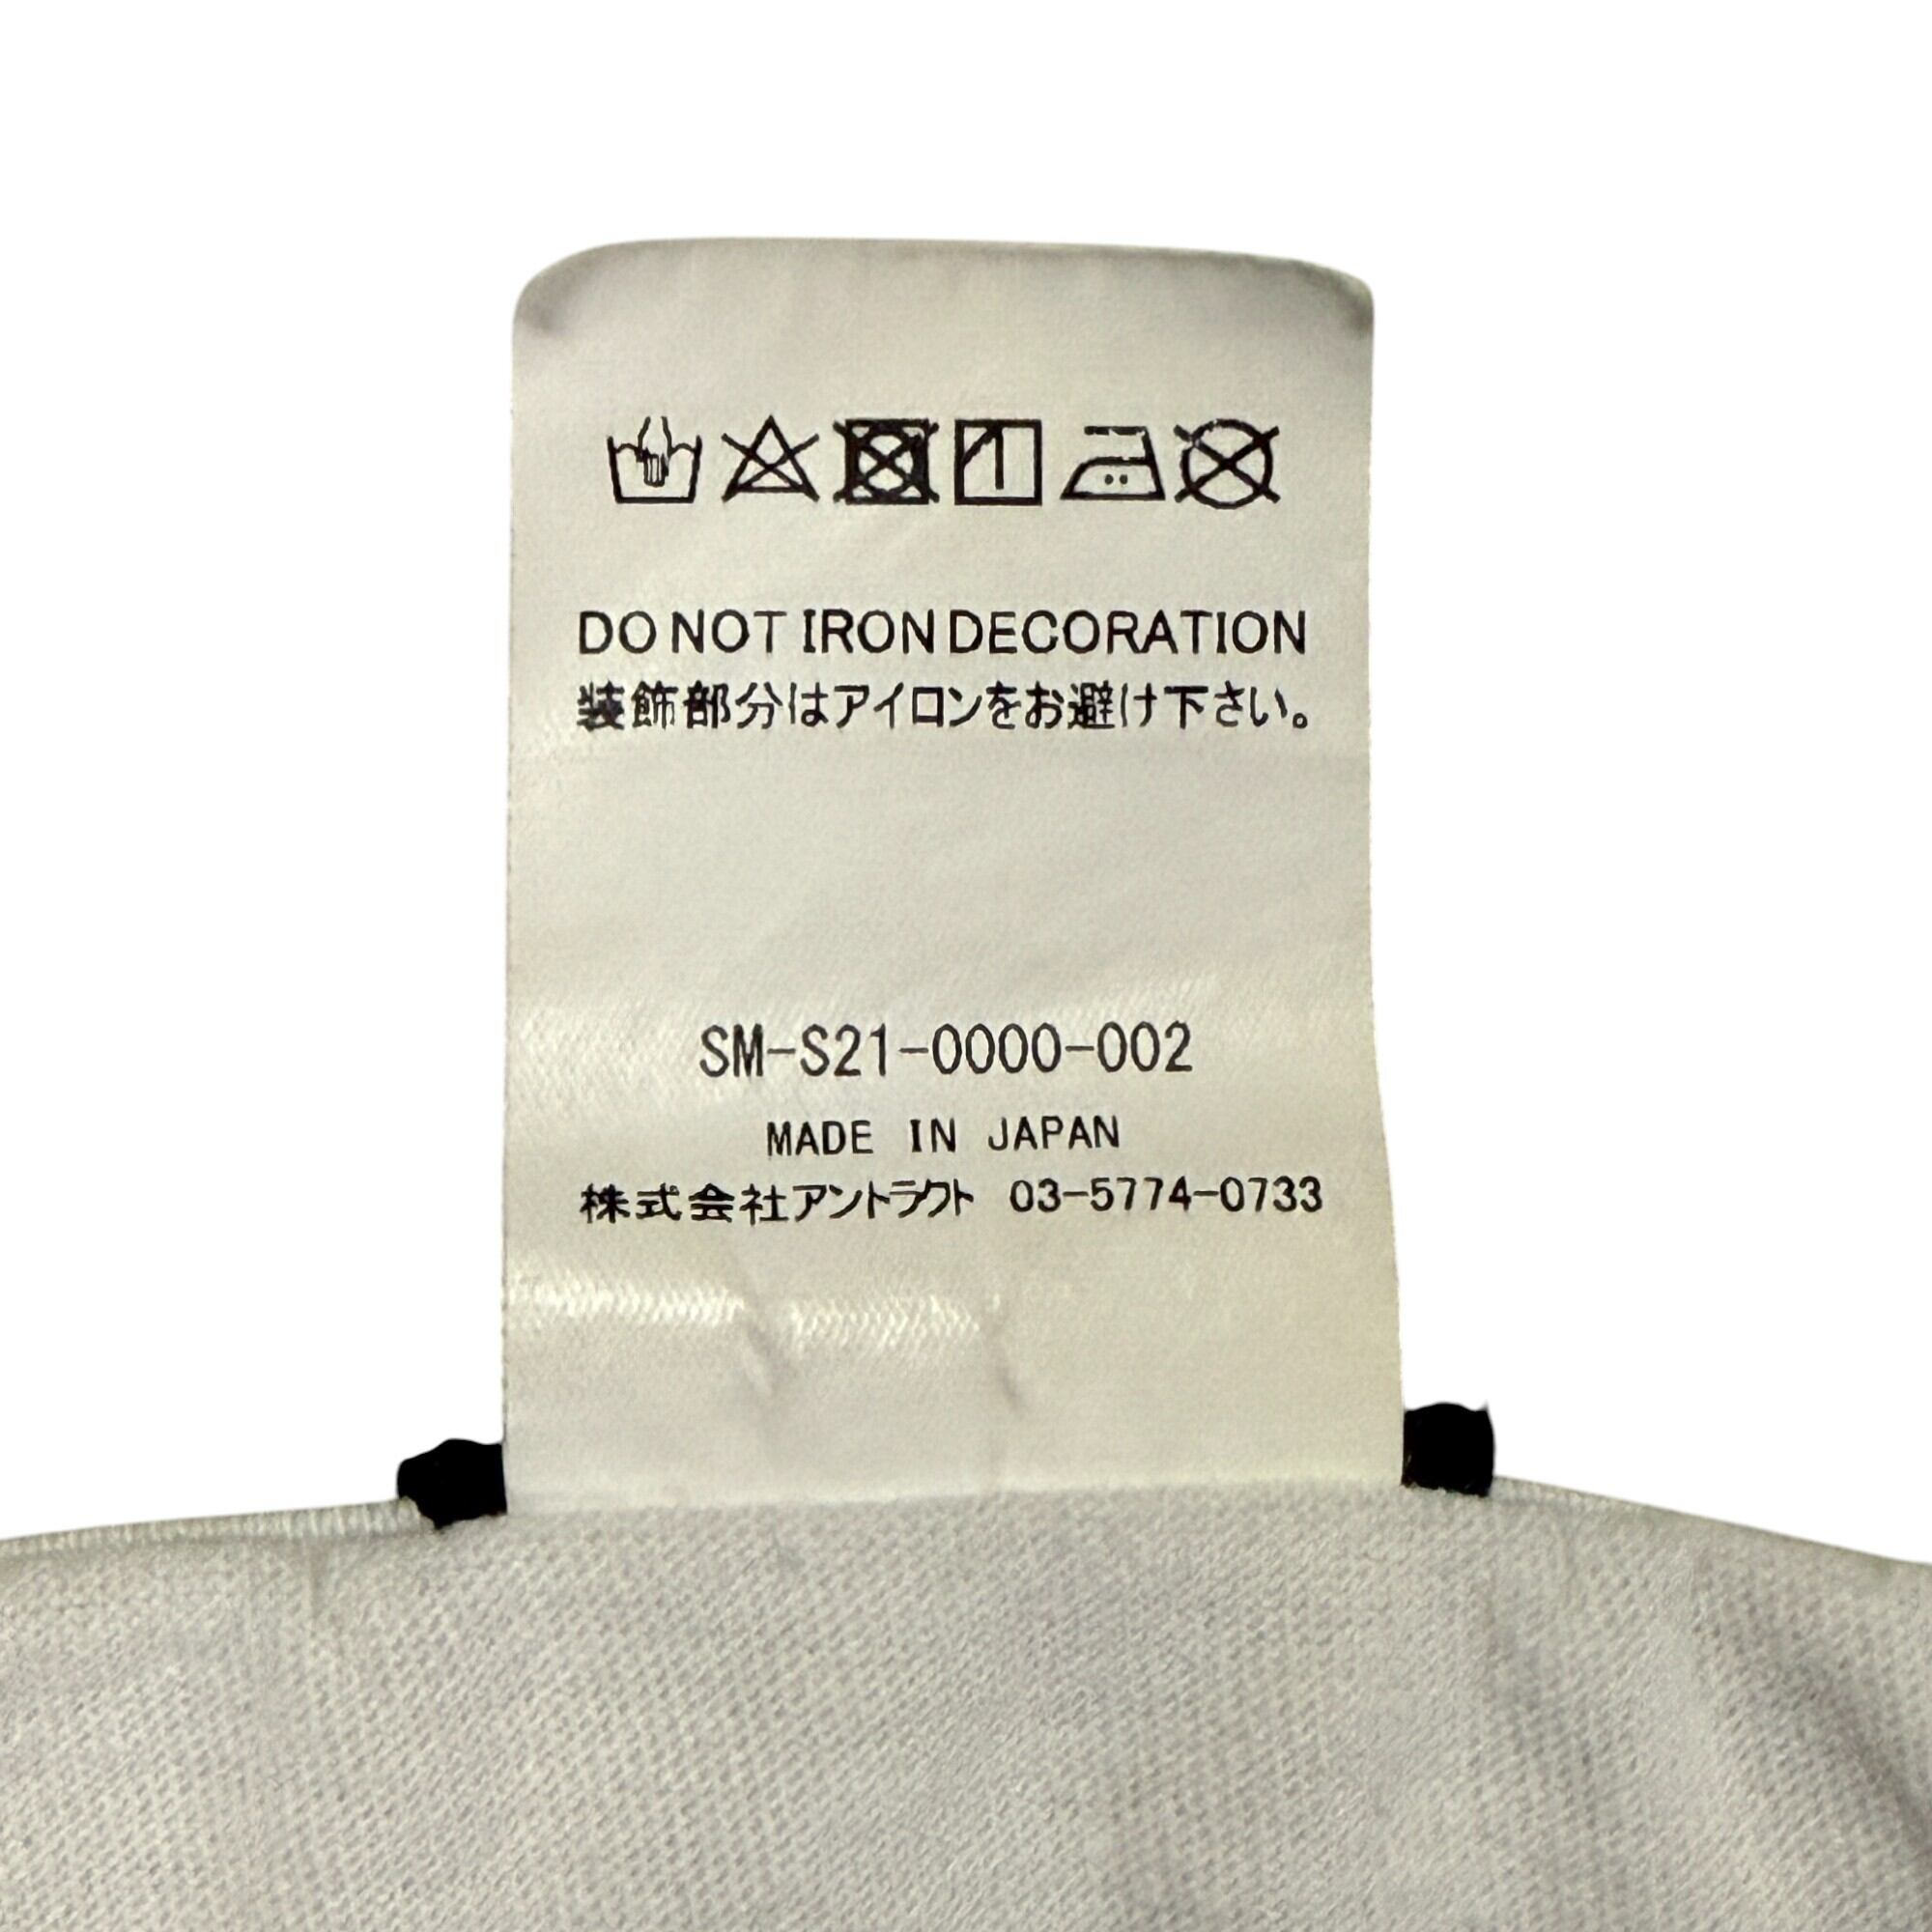 DO NOT IRON DECORATION
装飾部分はアイロンをお避け下さい。
SM-S21-0000-002
MADE IN JAPAN
株式会社アントラクト 03-5774-0733